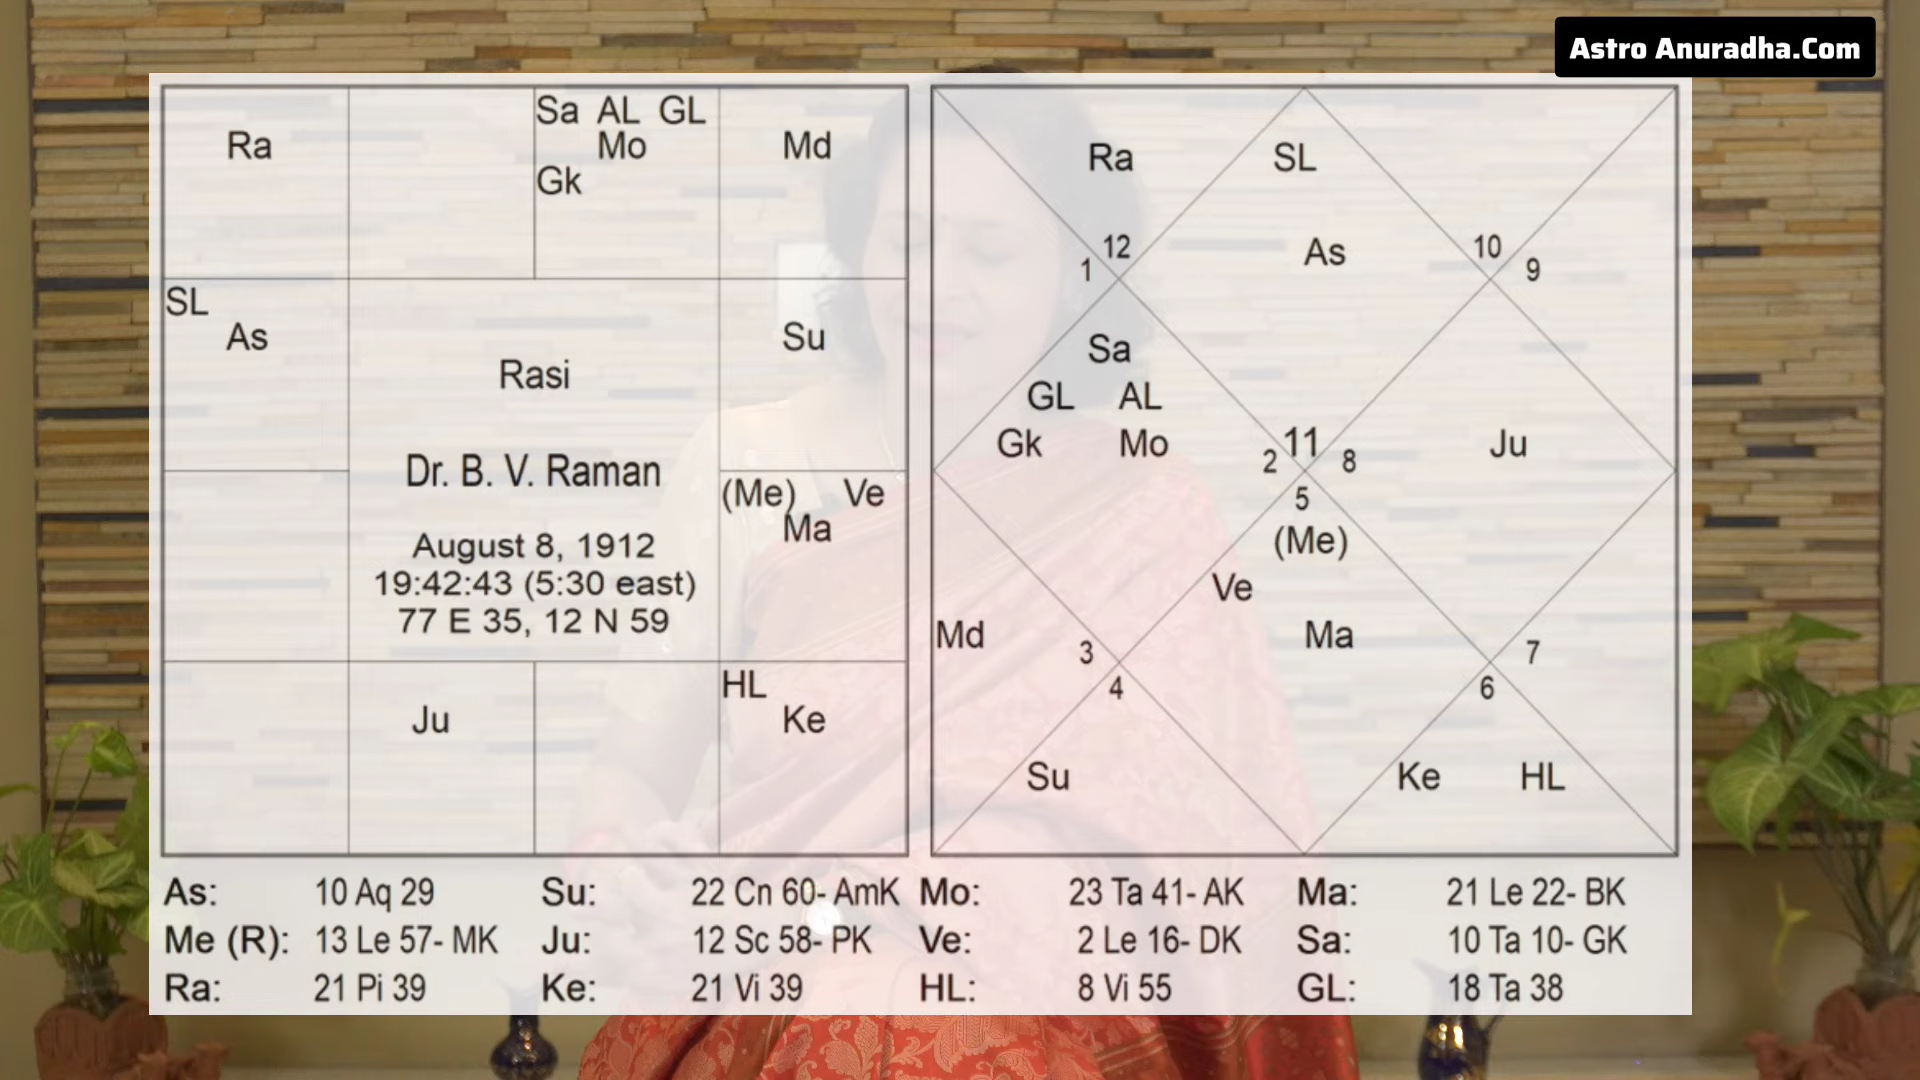 Astro Anuradha.Com
Sa AL GL
Ra Mo Md
Gk
SL
As Su
Rasi
Dr. B. V. Raman
(Me) Ve
Ma
August 8, 1912
19:42:43 (5:30 east)
77 E 35, 12 N 59
HL
Ju Ke
Ra SL
12 As 10
1 9
Sa
GL AL
Gk Mo 11 Ju
2 8
5
(Me)
Ve
Md 3 Ma 7
4 6
Su Ke HL
As: 10 Aq 29 Su: 22 Cn 60- AmK Mo: 23 Ta 41- AK Ma: 21 Le 22- BK
Me (R): 13 Le 57- MK Ju: 12 Sc 58- PK Ve: 2 Le 16- DK Sa: 10 Ta 10- GK
Ra: 21 Pi 39 Ke: 21 Vi 39 HL: 8 Vi 55 GL: 18 Ta 38